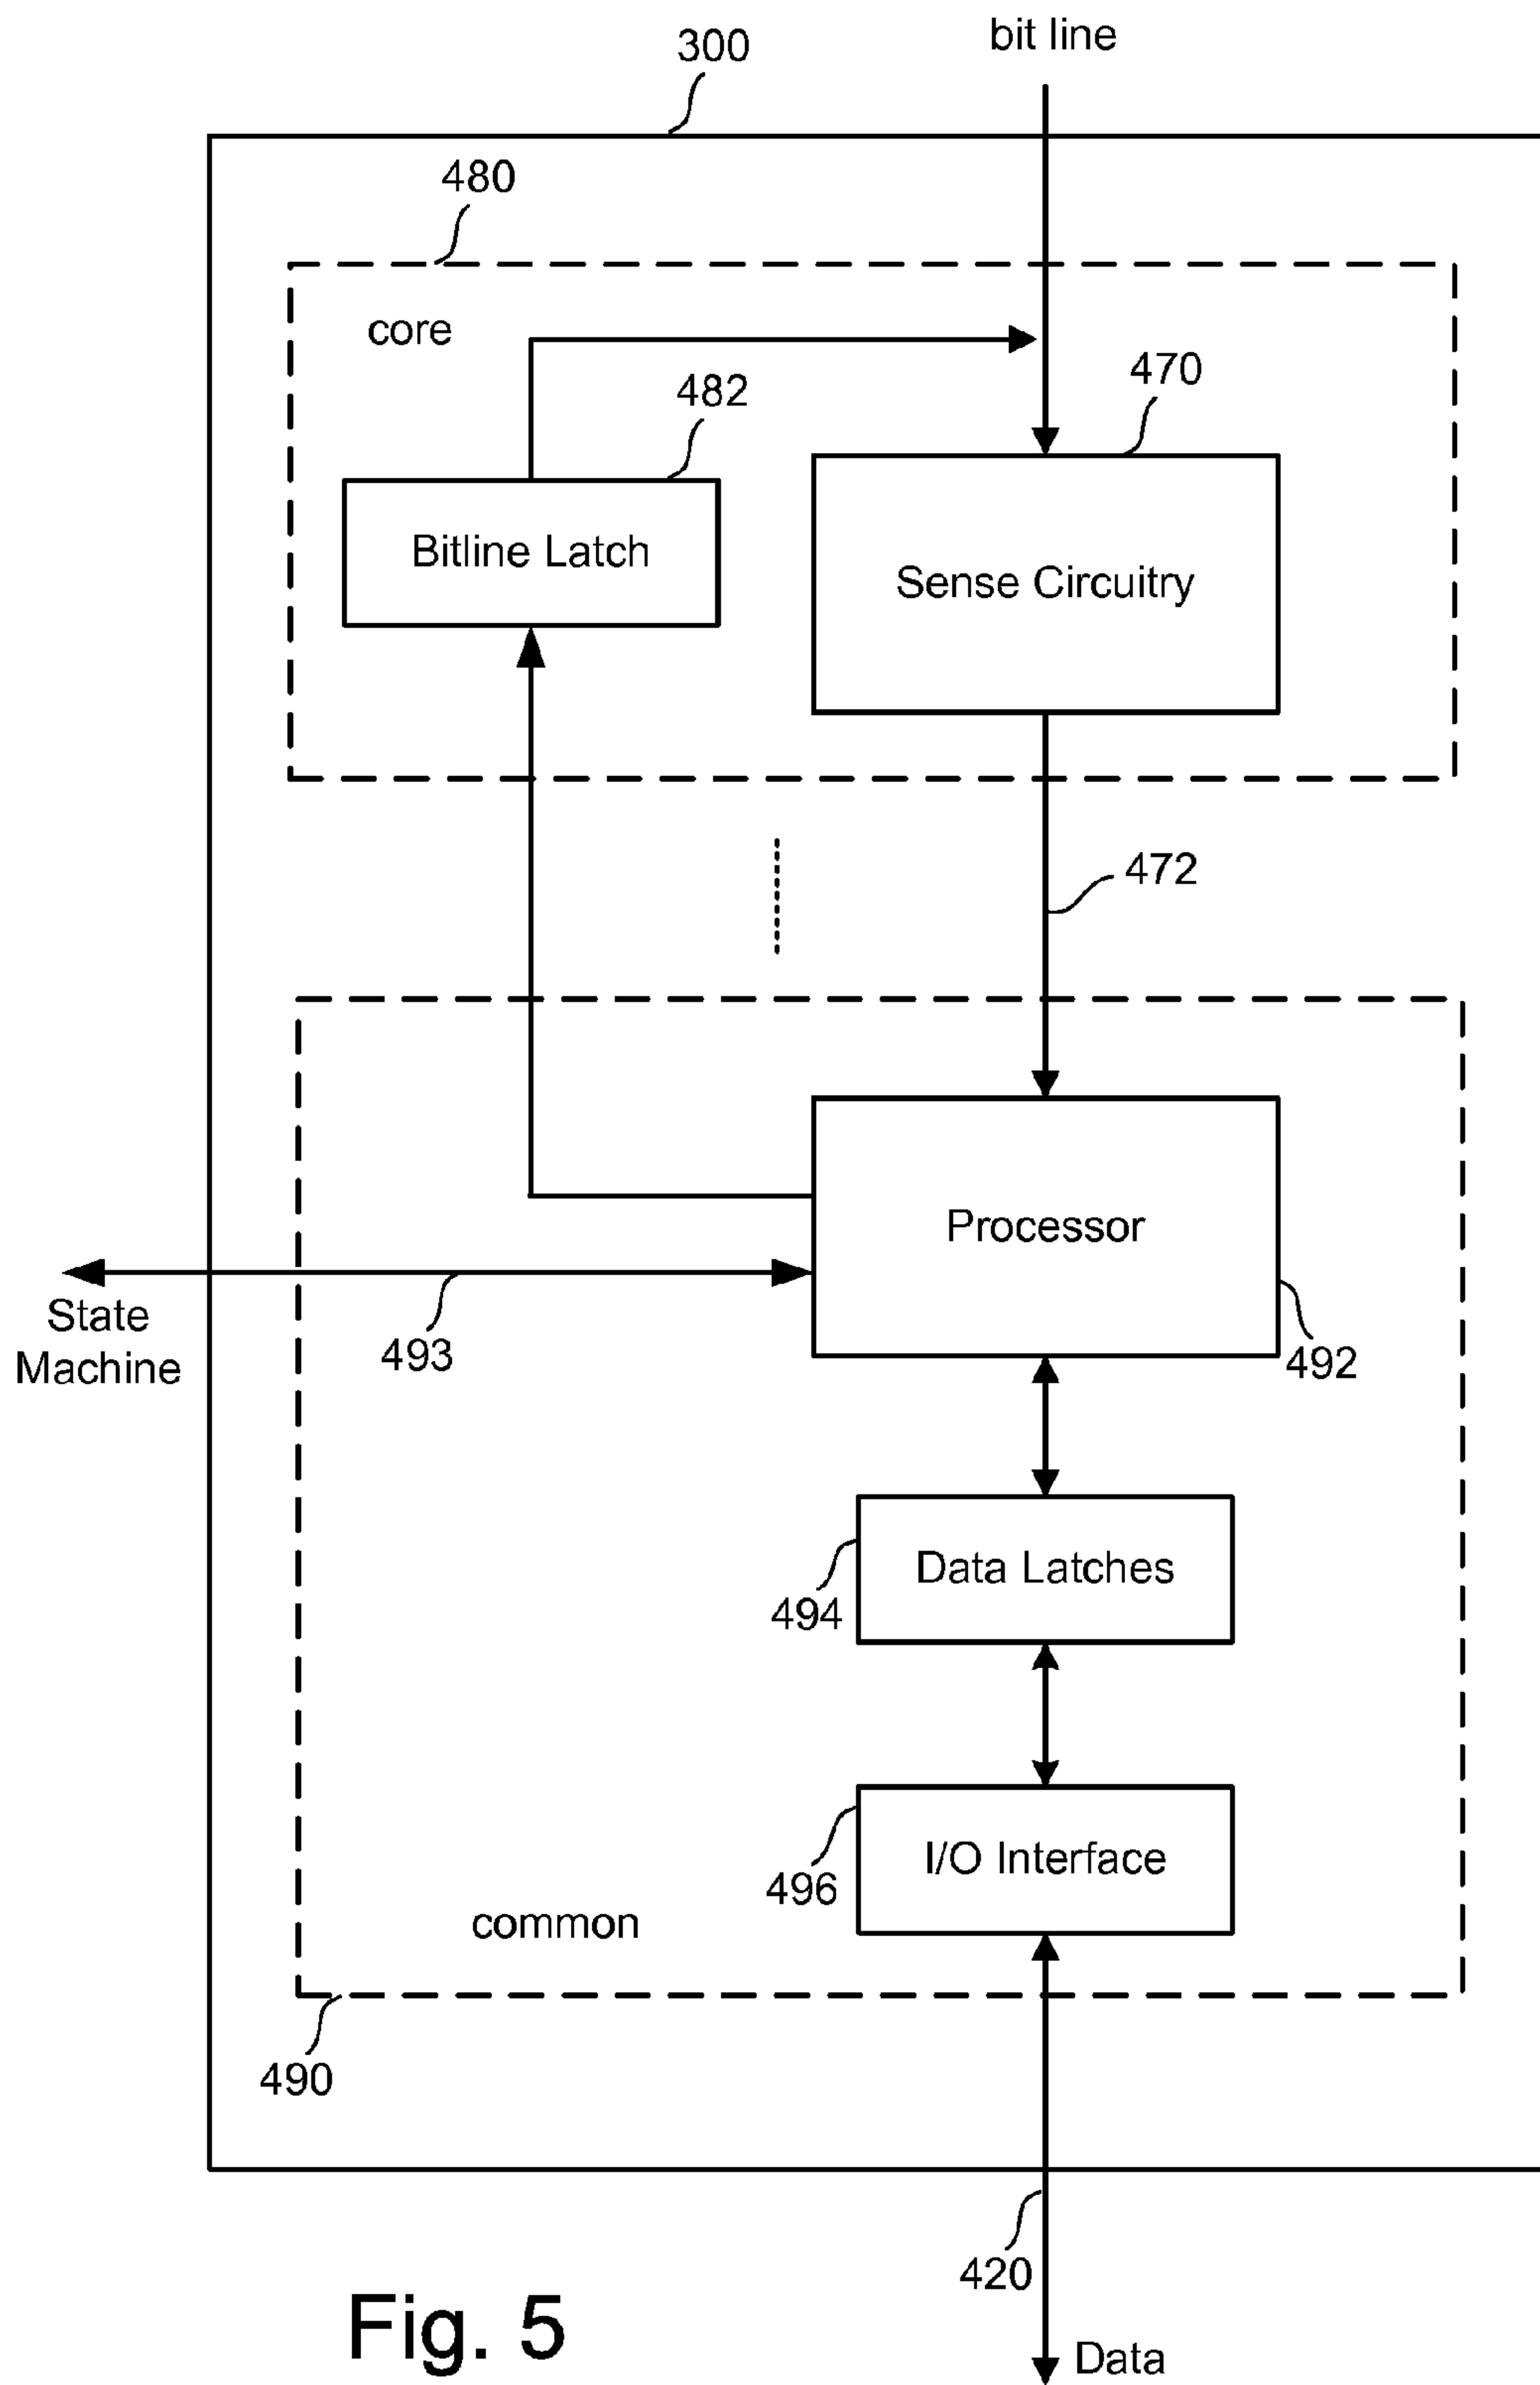 300
bit line
480
core
482
470
Bitline Latch
Sense Circuitry
472
Processor
State
Machine
493
492
Data Latches
494
I/O Interface
496
common
490
420
Fig. 5
Data